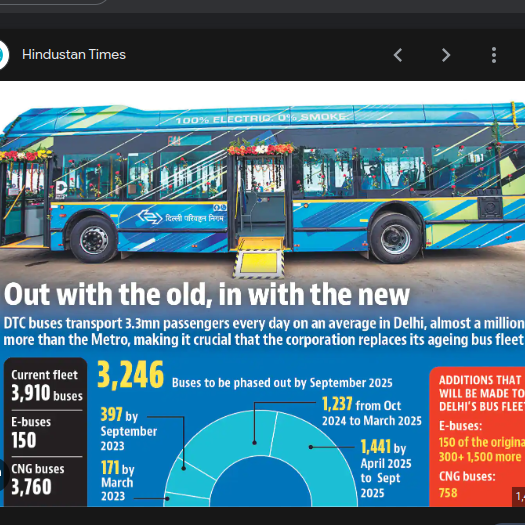 Hindustan Times
100% ELECTRIC. 0% SMOKE.
दिल्ली परिवहन निगम
Out with the old, in with the new
DTC buses transport 3.3mn passengers every day on an average in Delhi, almost a million
more than the Metro, making it crucial that the corporation replaces its ageing bus fleet
Current fleet
3,910 buses
E-buses
150
CNG buses
3,760
3,246 Buses to be phased out by September 2025
397 by
September
2023
171 by
March
2023
1,237 from Oct
2024 to March 2025
1,441 by
April 2025
to Sept
2025
ADDITIONS THAT
WILL BE MADE TO
DELHI'S BUS FLEE
E-buses:
150 of the origina
300+ 1,500 more
CNG buses:
758